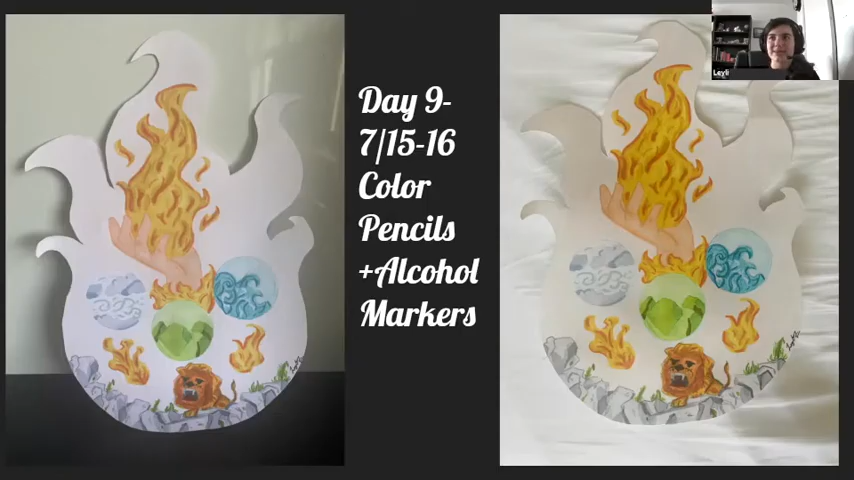 Day 9-
7/15-16
Color
Pencils
+Alcohol
Markers